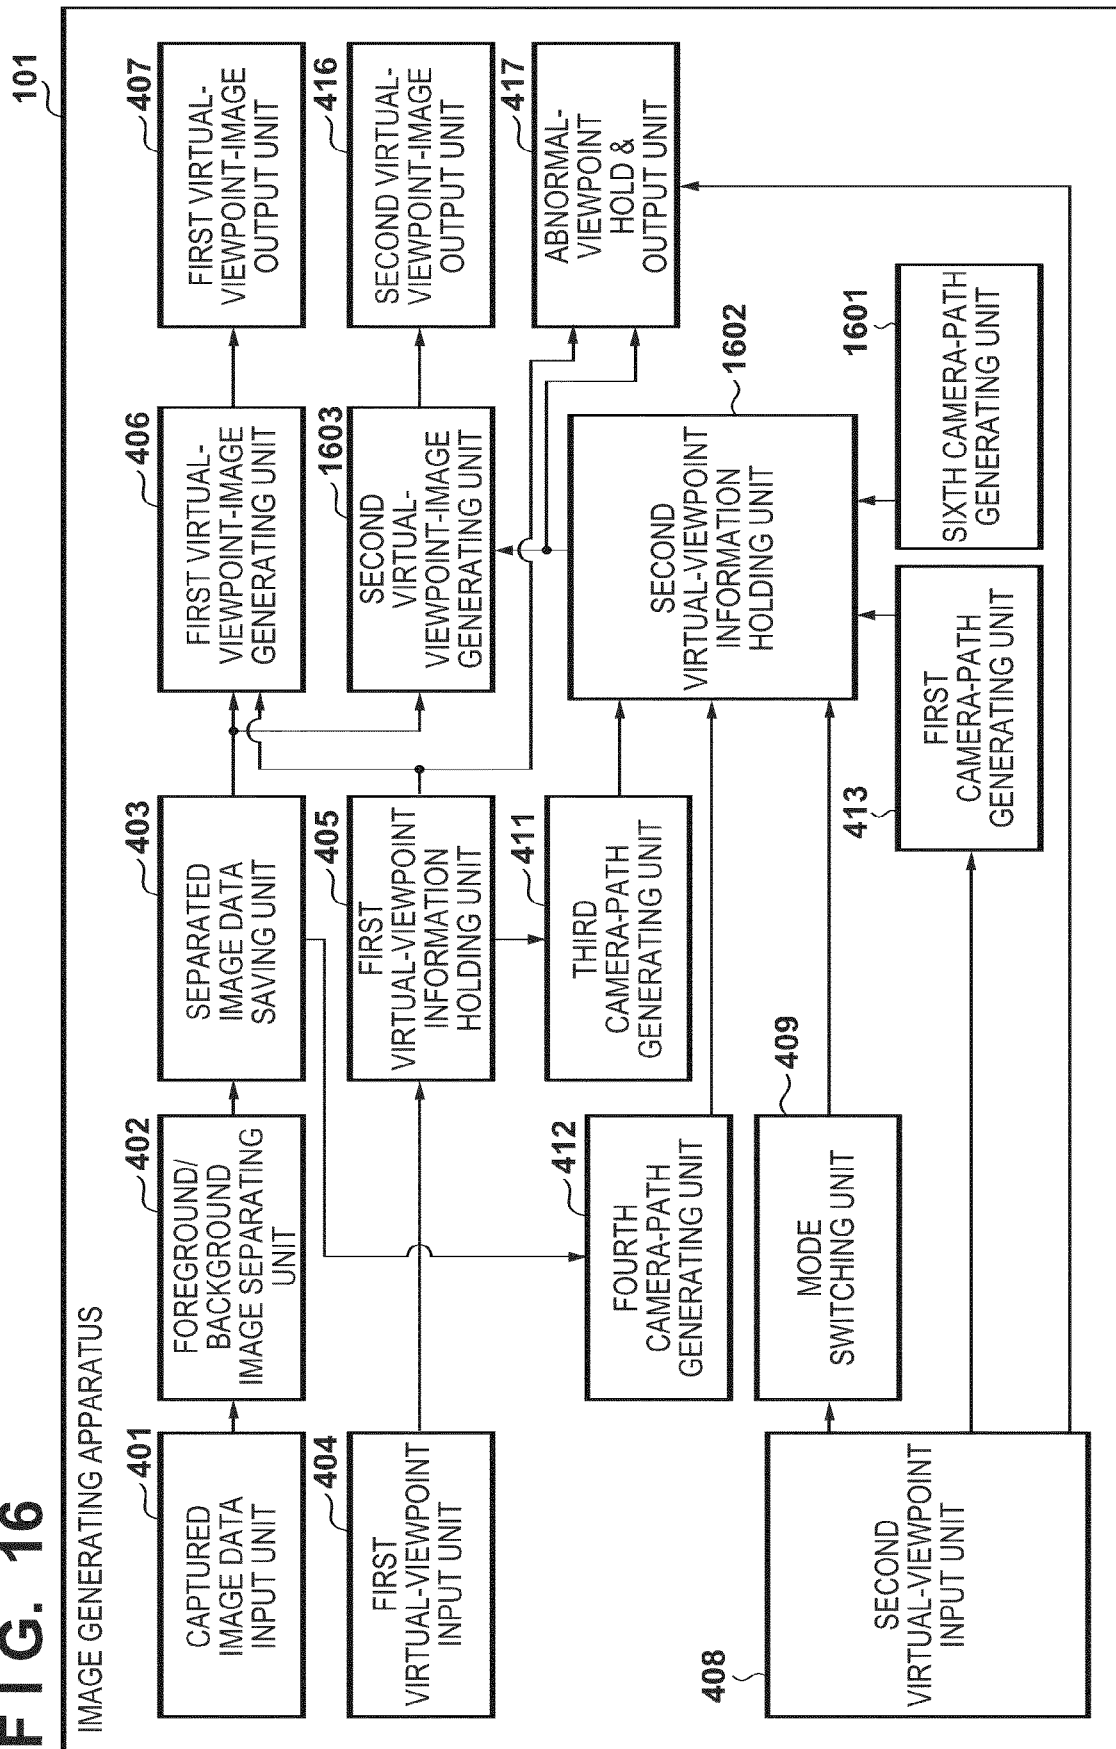 FIG. 16
IMAGE GENERATING APPARATUS
101
401
CAPTURED
IMAGE DATA
INPUT UNIT
402
FOREGROUND/
BACKGROUND
IMAGE SEPARATING
UNIT
403
SEPARATED
IMAGE DATA
SAVING UNIT
406
FIRST VIRTUAL-
VIEWPOINT-IMAGE
GENERATING UNIT
407
FIRST VIRTUAL-
VIEWPOINT-IMAGE
OUTPUT UNIT
404
FIRST
VIRTUAL-VIEWPOINT
INPUT UNIT
405
FIRST
VIRTUAL-VIEWPOINT
INFORMATION
HOLDING UNIT
1603
SECOND
VIRTUAL-
VIEWPOINT-IMAGE
GENERATING UNIT
416
SECOND VIRTUAL-
VIEWPOINT-IMAGE
OUTPUT UNIT
411
THIRD
CAMERA-PATH
GENERATING UNIT
417
ABNORMAL-
VIEWPOINT
HOLD &
OUTPUT UNIT
412
FOURTH
CAMERA-PATH
GENERATING UNIT
1602
SECOND
VIRTUAL-VIEWPOINT
INFORMATION
HOLDING UNIT
409
MODE
SWITCHING UNIT
408
SECOND
VIRTUAL-VIEWPOINT
INPUT UNIT
413
FIRST
CAMERA-PATH
GENERATING UNIT
1601
SIXTH CAMERA-PATH
GENERATING UNIT